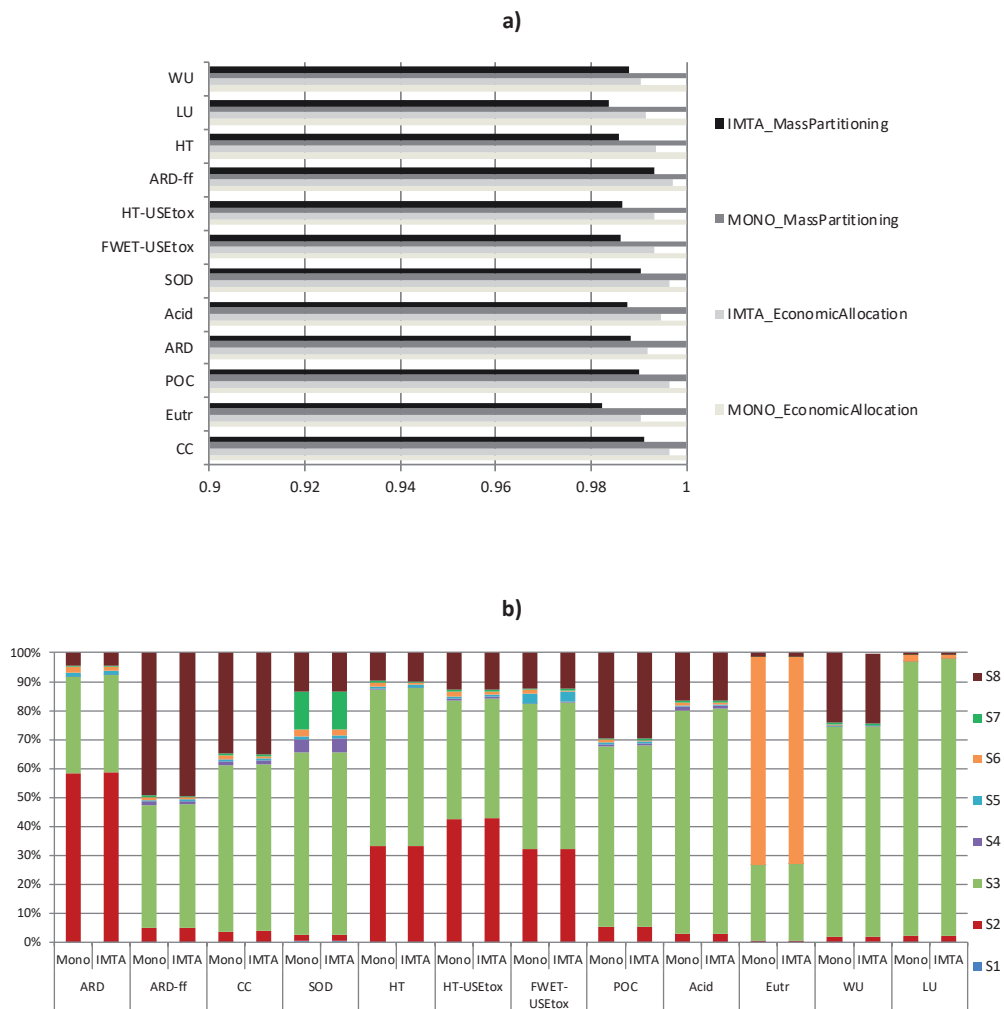 a)
WU
LU
HT
ARD-ff
HT-USEtox
FWET-USEtox
SOD
Acid
ARD
POC
Eutr
CC
0.9 0.92 0.94 0.96 0.98 1
IMTA_MassPartitioning
MONO_MassPartitioning
IMTA_EconomicAllocation
MONO_EconomicAllocation
b)
100%
90%
80%
70%
60%
50%
40%
30%
20%
10%
0%
Mono IMTA Mono IMTA Mono IMTA Mono IMTA Mono IMTA Mono IMTA Mono IMTA Mono IMTA Mono IMTA Mono IMTA Mono IMTA Mono IMTA
ARD ARD-ff CC SOD HT HT-USEtox FWET- POC Acid Eutr WU LU
USEtox
S8
S7
S6
S5
S4
S3
S2
S1